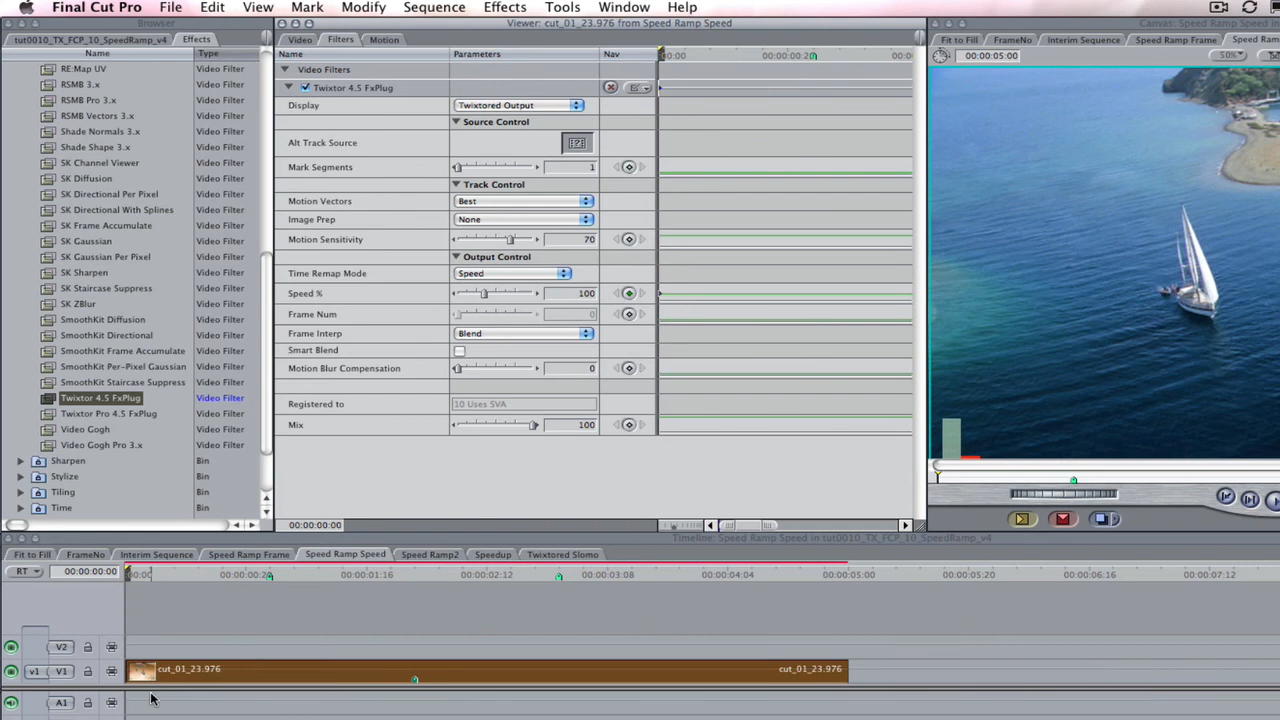 Final Cut Pro File Edit View Mark Modify Sequence Effects Tools Window Help
Browser
Viewer: cut_01_23.976 from Speed Ramp Speed
Canvas: Speed Ramp Speed in
tut0010_TX_FCP_10_SpeedRamp_v4 Effects
Video Filters Motion
Fit to Fill FrameNo Interim Sequence Speed Ramp Frame Speed Ram
Name Type
Name Parameters Nav 00:00 00:00:00:20 00:00
00:00:05:00 50%
RE:Map UV Video Filter
RSMB 3.x Video Filter
RSMB Pro 3.x Video Filter
RSMB Vectors 3.x Video Filter
Shade Normals 3.x Video Filter
Shade Shape 3.x Video Filter
SK Channel Viewer Video Filter
SK Diffusion Video Filter
SK Directional Per Pixel Video Filter
SK Directional With Splines Video Filter
SK Frame Accumulate Video Filter
SK Gaussian Video Filter
SK Gaussian Per Pixel Video Filter
SK Sharpen Video Filter
SK Staircase Suppress Video Filter
SK ZBlur Video Filter
SmoothKit Diffusion Video Filter
SmoothKit Directional Video Filter
SmoothKit Frame Accumulate Video Filter
SmoothKit Per-Pixel Gaussian Video Filter
SmoothKit Staircase Suppress Video Filter
Twixtor 4.5 FxPlug Video Filter
Twixtor Pro 4.5 FxPlug Video Filter
Video Gogh Video Filter
Video Gogh Pro 3.x Video Filter
Sharpen Bin
Stylize Bin
Tiling Bin
Time Bin
Video Filters
Twixtor 4.5 FxPlug
Display Twixtored Output
Source Control
Alt Track Source
Mark Segments 1
Track Control
Motion Vectors Best
Image Prep None
Motion Sensitivity 70
Output Control
Time Remap Mode Speed
Speed % 100
Frame Num 0
Frame Interp Blend
Smart Blend
Motion Blur Compensation 0
Registered to 10 Uses SVA
Mix 100
00:00:00:00
Timeline: Speed Ramp Speed in tut0010_TX_FCP_10_SpeedRamp_v4
Fit to Fill FrameNo Interim Sequence Speed Ramp Frame Speed Ramp Speed Speed Ramp2 Speedup Twixtored Slomo
RT 00:00:00:00 00:00:00:20 00:00:01:16 00:00:02:12 00:00:03:08 00:00:04:04 00:00:05:00 00:00:05:20 00:00:06:16 00:00:07:12
V2
v1 V1 cut_01_23.976 cut_01_23.976
A1